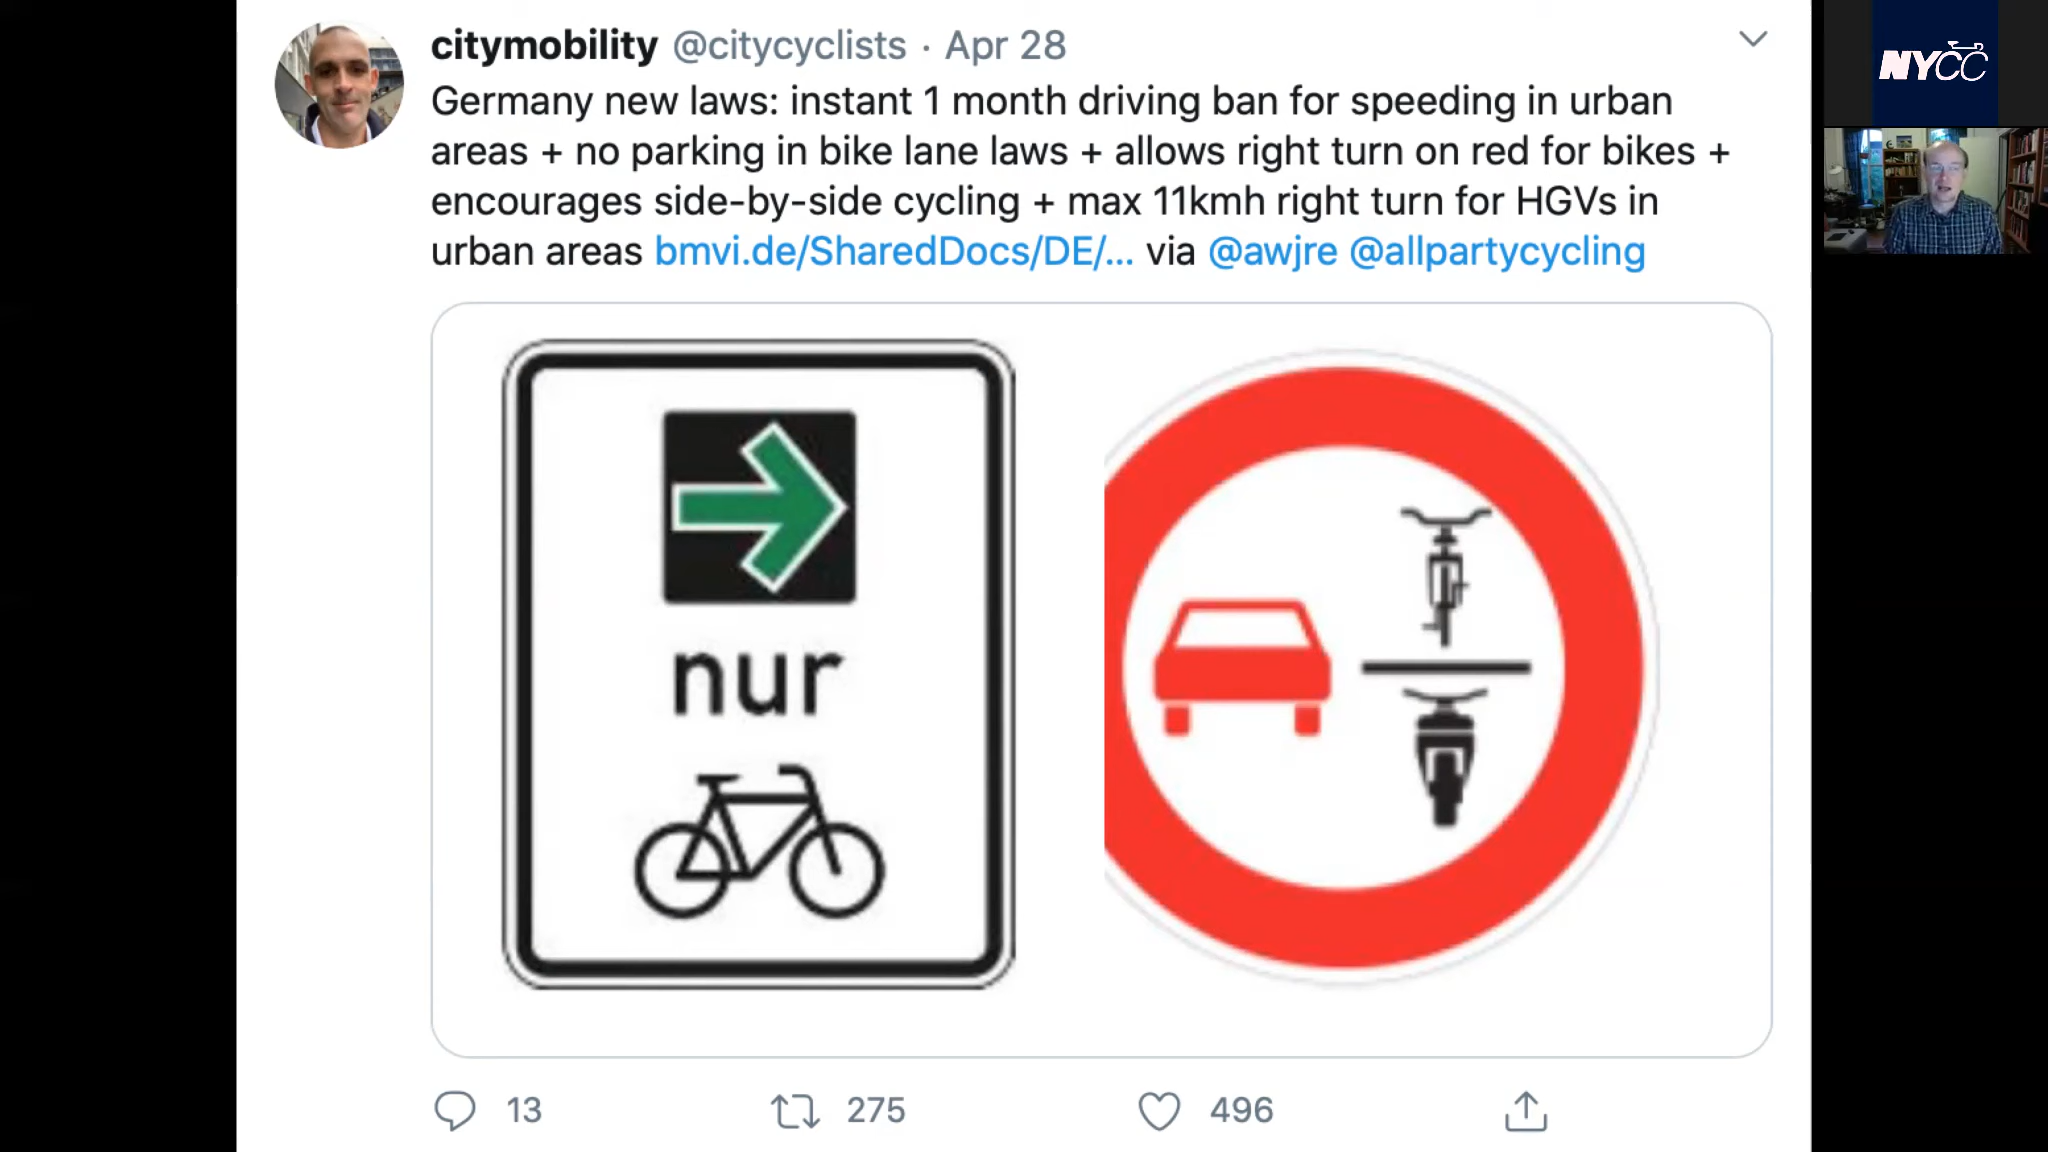 citymobility @citycyclists · Apr 28
Germany new laws: instant 1 month driving ban for speeding in urban
areas + no parking in bike lane laws + allows right turn on red for bikes +
encourages side-by-side cycling + max 11kmh right turn for HGVs in
urban areas bmvi.de/SharedDocs/DE/... via @awjre @allpartycycling
nur
13 275 496
NYCC